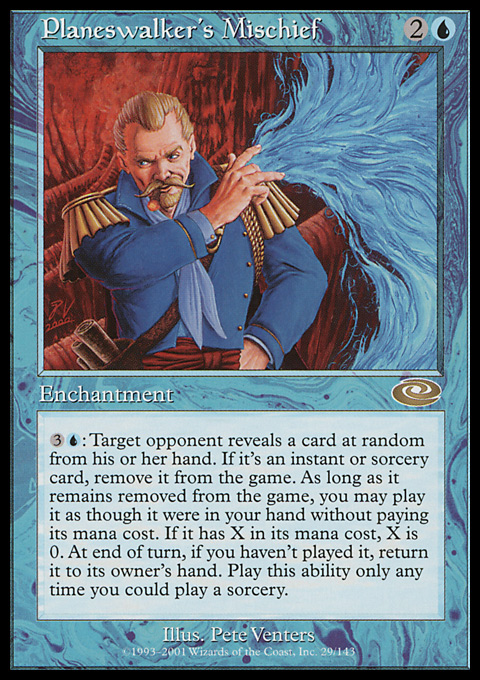 Planeswalker's Mischief 2
Enchantment
3 : Target opponent reveals a card at random
from his or her hand. If it's an instant or sorcery
card, remove it from the game. As long as it
remains removed from the game, you may play
it as though it were in your hand without paying
its mana cost. If it has X in its mana cost, X is
0. At end of turn, if you haven't played it, return
it to its owner's hand. Play this ability only any
time you could play a sorcery.
Illus. Pete Venters
©1993–2001 Wizards of the Coast, Inc. 29/143